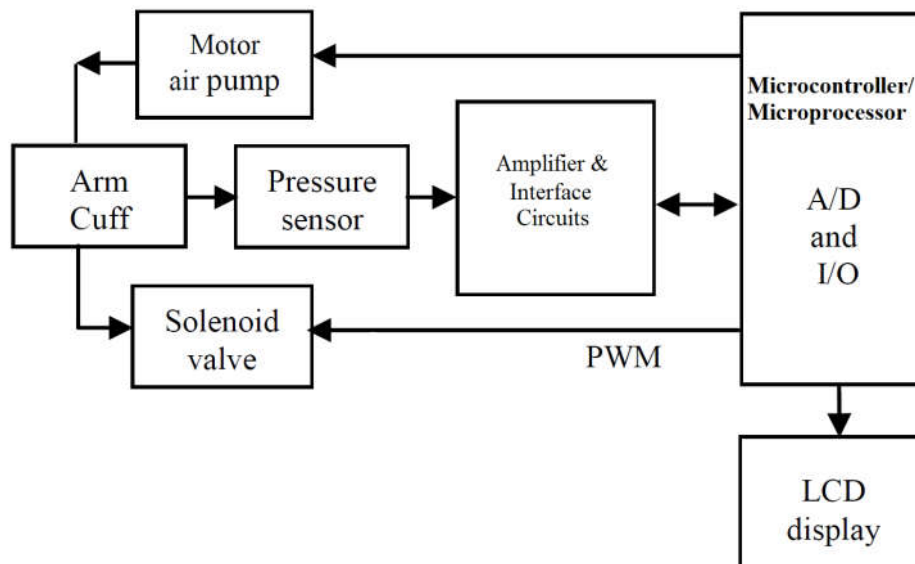 Motor
air pump
Microcontroller/
Microprocessor
Arm
Cuff
Pressure
sensor
Amplifier &
Interface
Circuits
A/D
and
I/O
Solenoid
valve
PWM
LCD
display